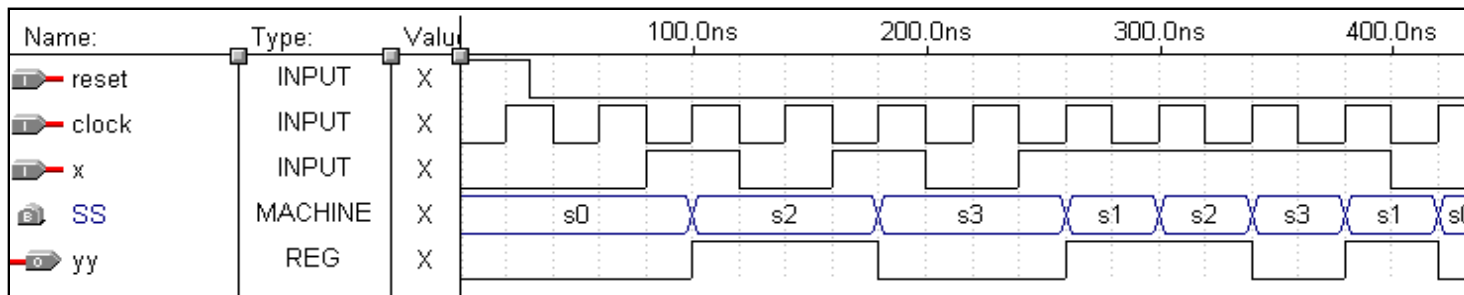 Name: Type: Valu 100.0ns 200.0ns 300.0ns 400.0ns
I reset INPUT X
I clock INPUT X
I x INPUT X
B SS MACHINE X s0 s2 s3 s1 s2 s3 s1 s0
O yy REG X